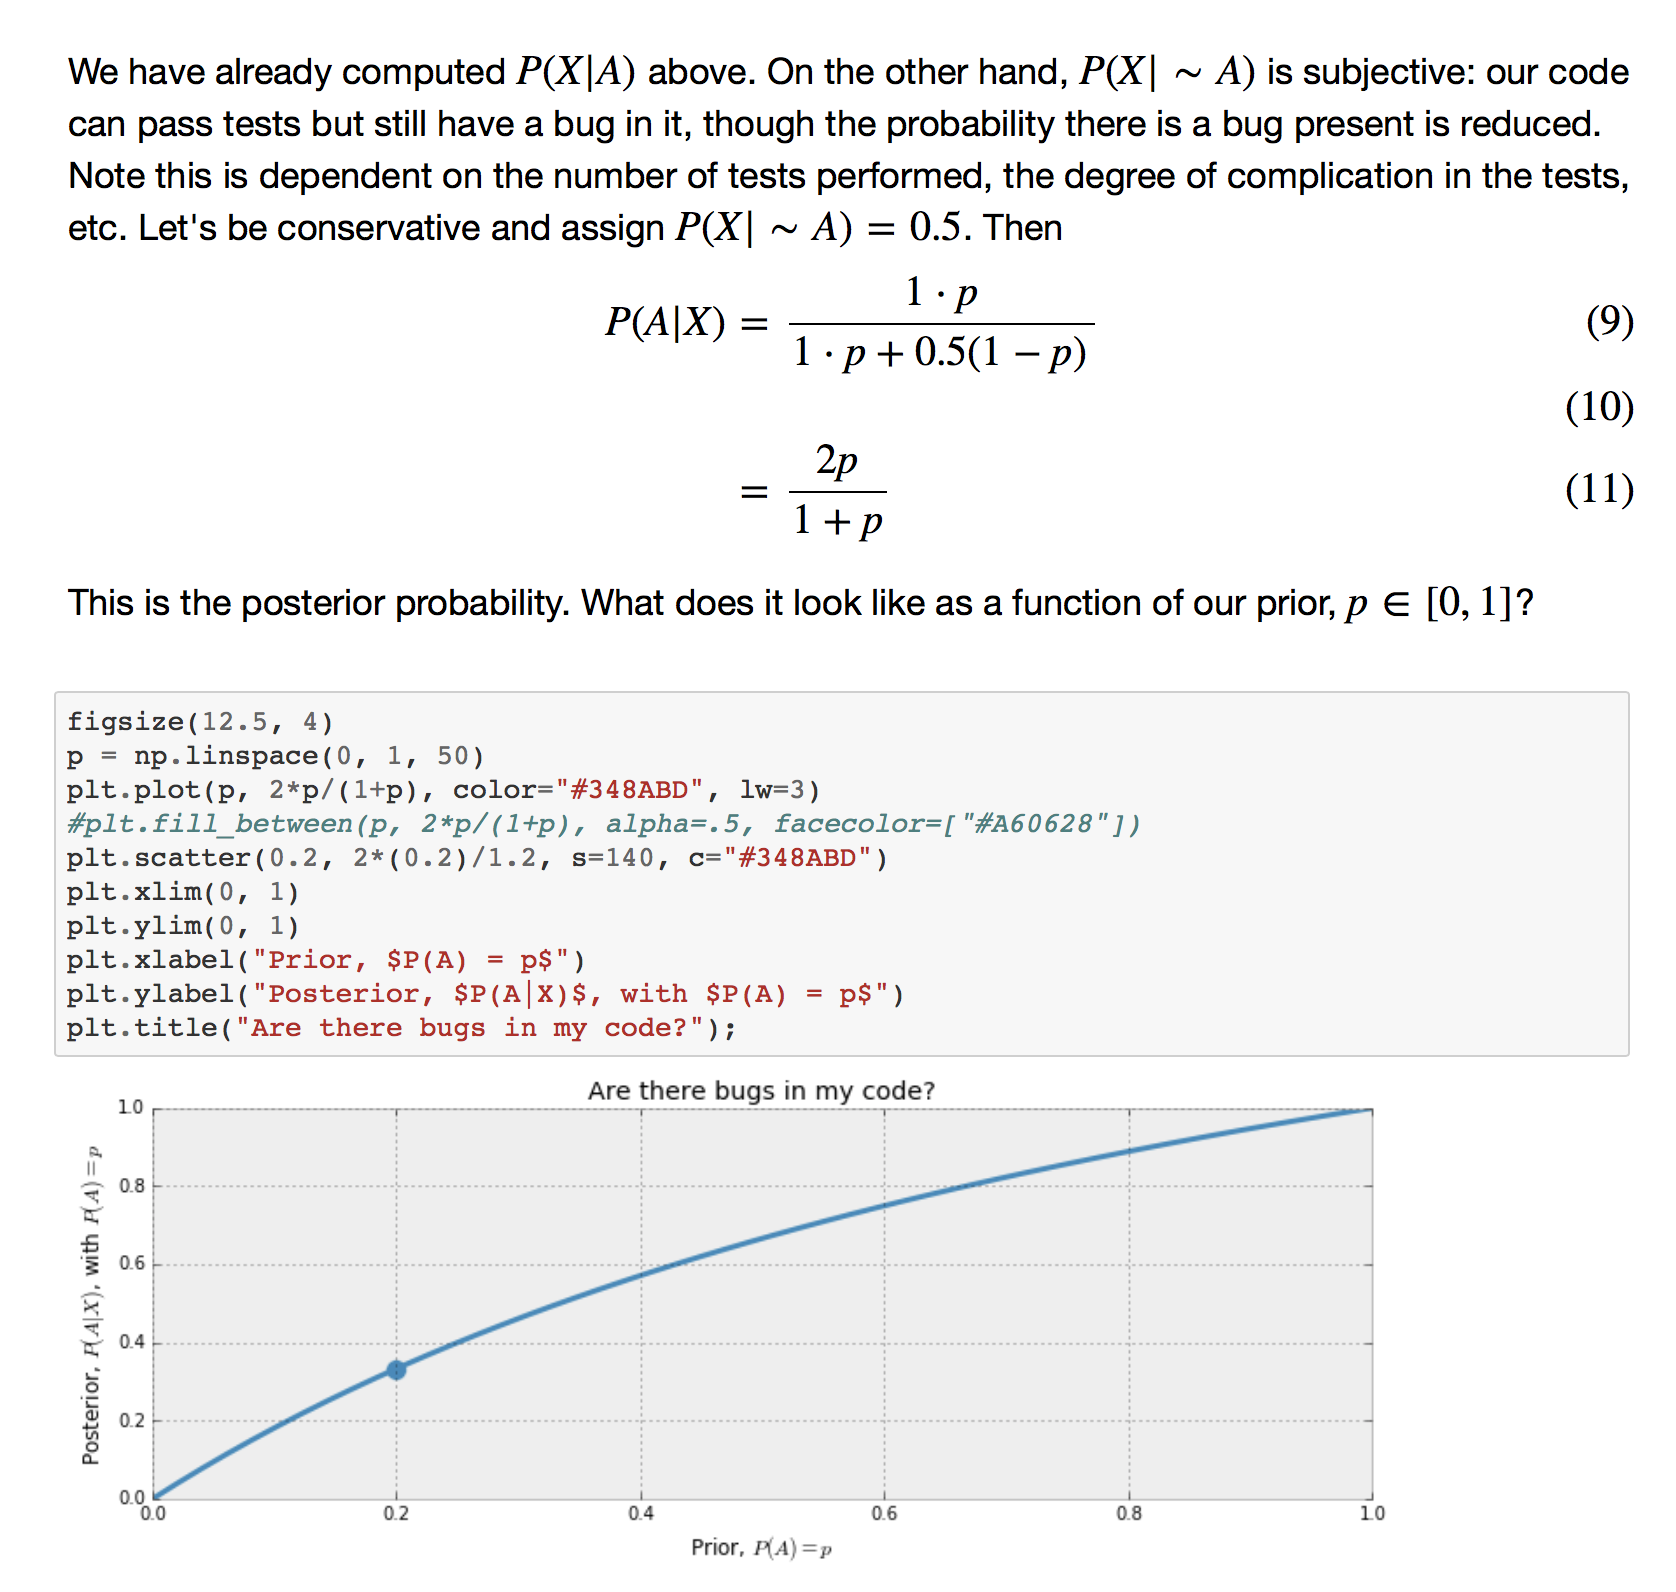 We have already computed P(X|A) above. On the other hand, P(X| ∼ A) is subjective: our code
can pass tests but still have a bug in it, though the probability there is a bug present is reduced.
Note this is dependent on the number of tests performed, the degree of complication in the tests,
etc. Let's be conservative and assign P(X| ∼ A) = 0.5. Then
P(A|X) = \frac{1 · p}{1 · p + 0.5(1 − p)} (9)
(10)
= \frac{2p}{1 + p} (11)
This is the posterior probability. What does it look like as a function of our prior, p ∈ [0, 1]?
figsize(12.5, 4)
p = np.linspace(0, 1, 50)
plt.plot(p, 2*p/(1+p), color="#348ABD", lw=3)
#plt.fill_between(p, 2*p/(1+p), alpha=.5, facecolor=["#A60628"])
plt.scatter(0.2, 2*(0.2)/1.2, s=140, c="#348ABD")
plt.xlim(0, 1)
plt.ylim(0, 1)
plt.xlabel("Prior, $P(A) = p$")
plt.ylabel("Posterior, $P(A|X)$, with $P(A) = p$")
plt.title("Are there bugs in my code?");
Are there bugs in my code?
Posterior, P(A|X), with P(A) = p
1.0
0.8
0.6
0.4
0.2
0.0
0.0 0.2 0.4 0.6 0.8 1.0
Prior, P(A) = p